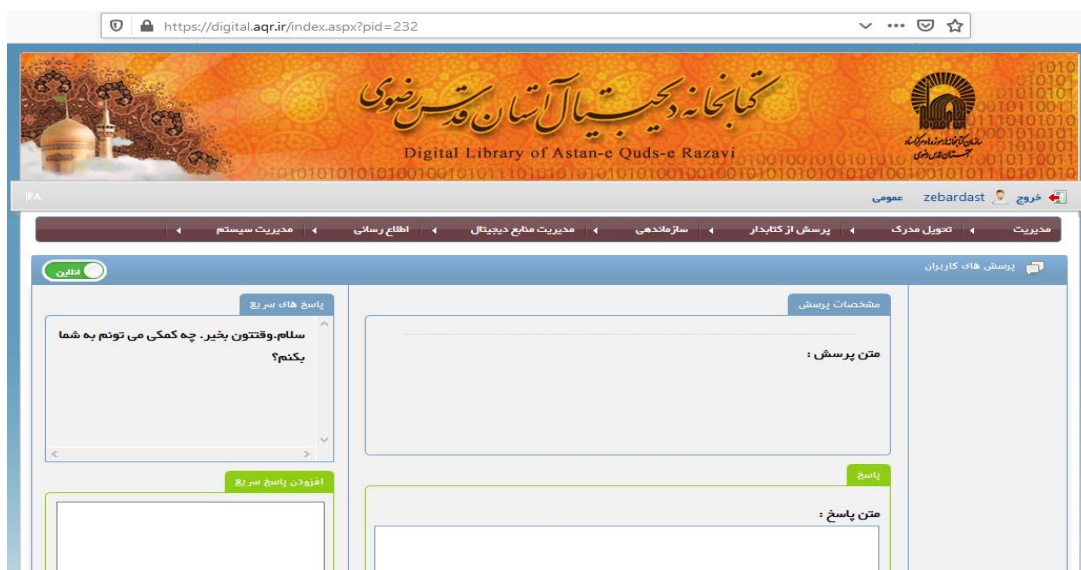 https://digital.aqr.ir/index.aspx?pid=232
کتابخانه دیجیتال آستان قدس رضوی
Digital Library of Astan-e Quds-e Razavi
خروج zebardast عمومی
مدیریت تحویل مدرک پرسش از کتابدار سازماندهی مدیریت منابع دیجیتال اطلاع رسانی مدیریت سیستم
پرسش های کاربران
آنلاین
مشخصات پرسش
متن پرسش :
پاسخ های سریع
سلام.وقتتون بخیر. چه کمکی می تونم به شما
بکنم؟
پاسخ
متن پاسخ :
افزودن پاسخ سریع